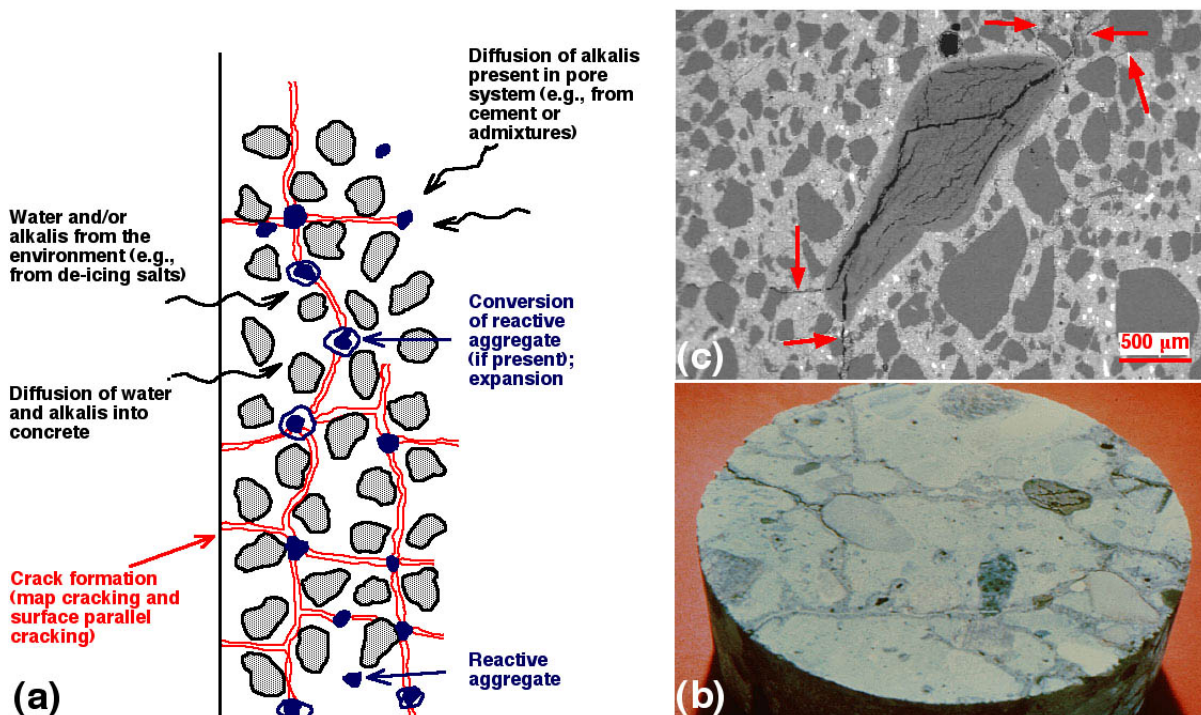 Diffusion of alkalis
present in pore
system (e.g., from
cement or
admixtures)
Water and/or
alkalis from the
environment (e.g.,
from de-icing salts)
Conversion
of reactive
aggregate
(if present);
expansion
Diffusion of water
and alkalis into
concrete
Crack formation
(map cracking and
surface parallel
cracking)
Reactive
aggregate
(a)
(c)
500 µm
(b)